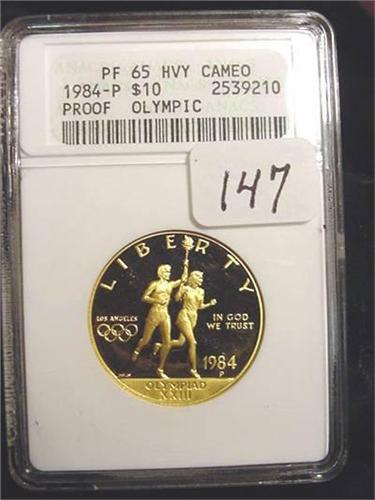 PF 65 HVY CAMEO
1984-P $10 2539210
PROOF OLYMPIC
147
LIBERTY
LOS ANGELES
IN GOD
WE TRUST
1984
P
OLYMPIAD
XXIII